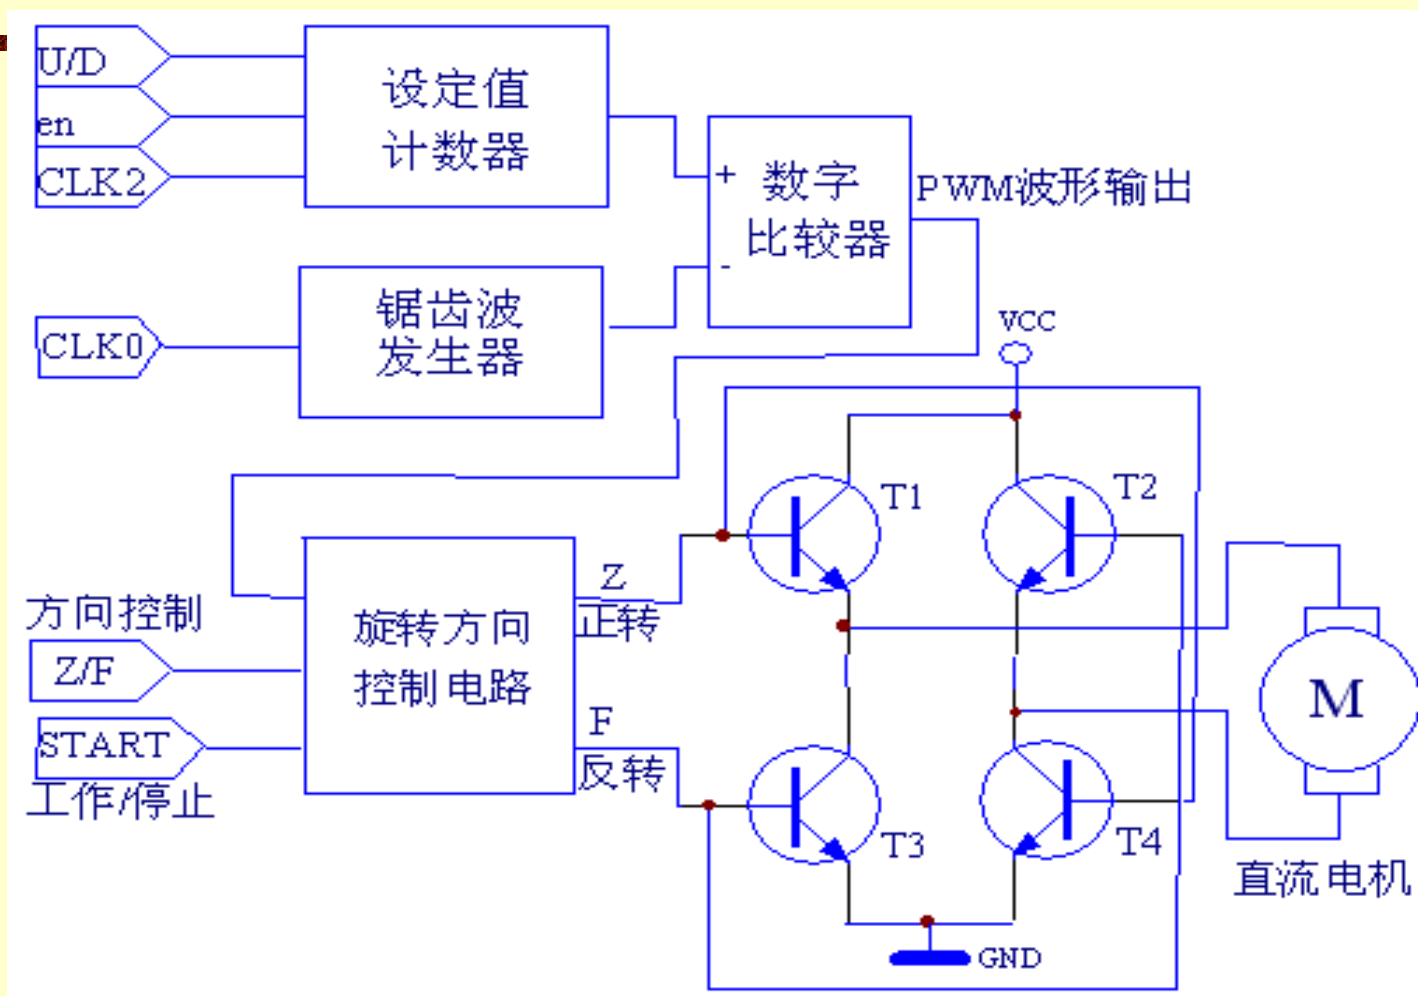 U/D
en
CLK2
设定值
计数器
+
-
数字
比较器
PWM波形输出
CLK0
锯齿波
发生器
VCC
T1
T2
方向控制
Z/F
START
工作/停止
旋转方向
控制电路
Z
正转
F
反转
T3
T4
M
直流电机
GND